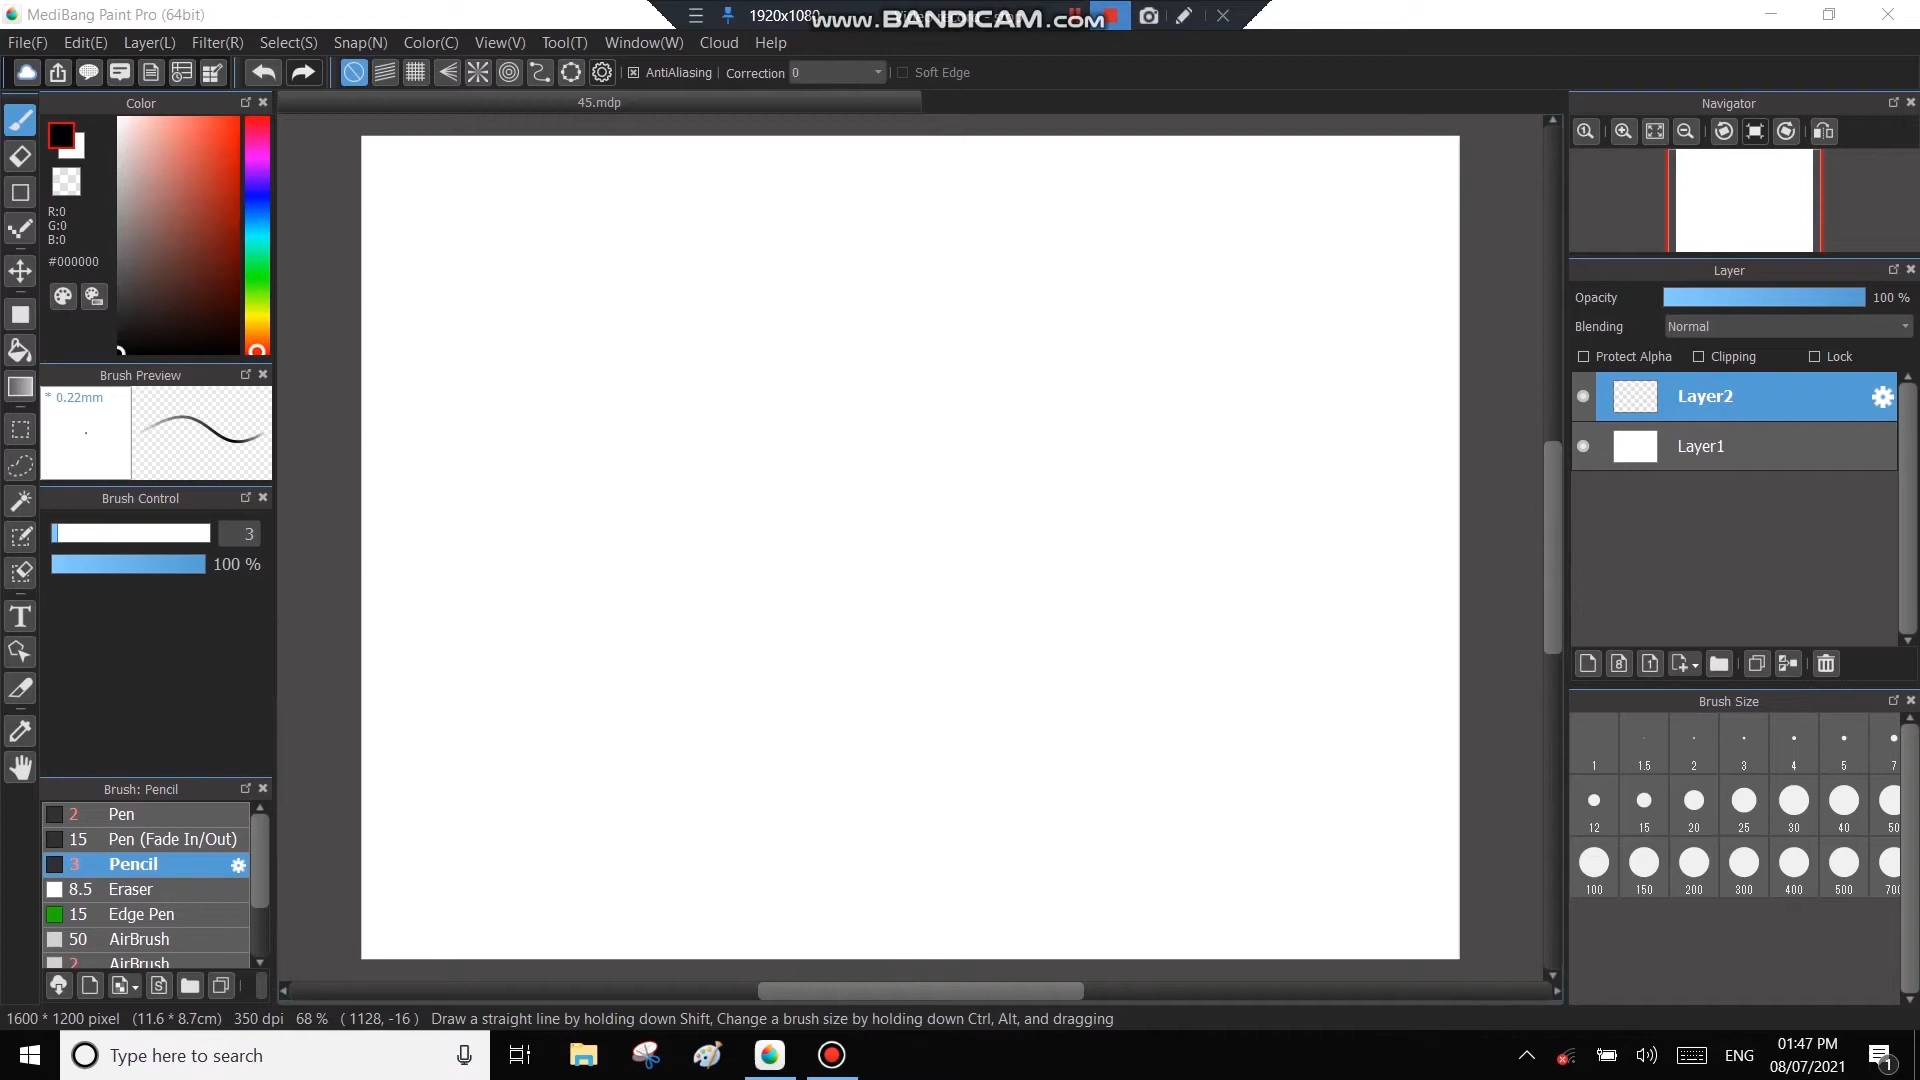 MediBang Paint Pro (64bit)
1920x1080
www.BANDICAM.com
File(F) Edit(E) Layer(L) Filter(R) Select(S) Snap(N) Color(C) View(V) Tool(T) Window(W) Cloud Help
AntiAliasing Correction 0 Soft Edge
Color
45.mdp
Navigator
R:0
G:0
B:0
#000000
Layer
Opacity 100 %
Blending Normal
Protect Alpha Clipping Lock
Brush Preview
* 0.22mm
Layer2
Layer1
Brush Control
3
100 %
T
8
1
Brush Size
1 1.5 2 3 4 5 7
12 15 20 25 30 40 50
100 150 200 300 400 500 700
Brush: Pencil
2 Pen
15 Pen (Fade In/Out)
3 Pencil
8.5 Eraser
15 Edge Pen
50 AirBrush
2 AirBrush
S
1600 * 1200 pixel (11.6 * 8.7cm) 350 dpi 68 % ( 1128, -16 ) Draw a straight line by holding down Shift, Change a brush size by holding down Ctrl, Alt, and dragging
Type here to search
ENG
01:47 PM
08/07/2021
1